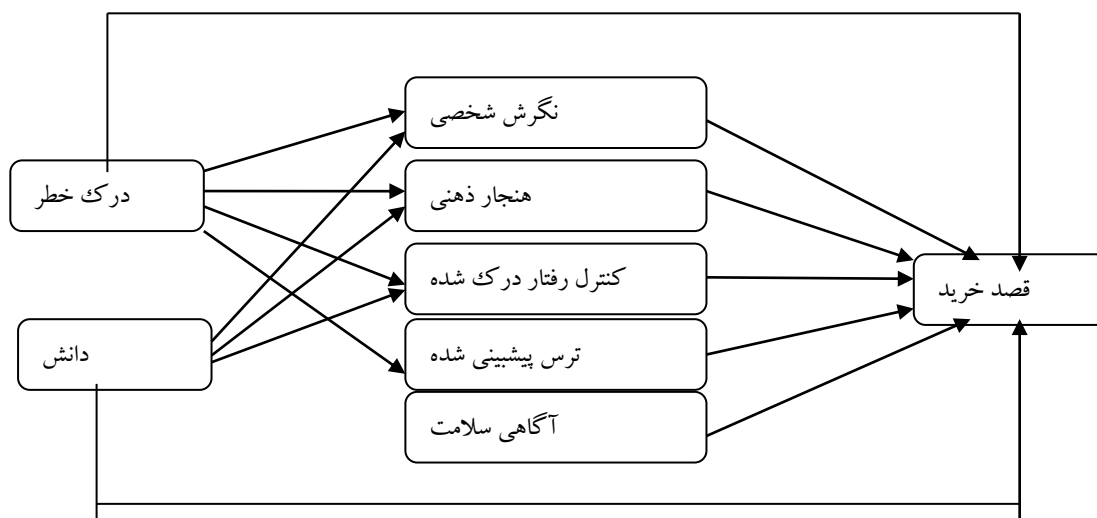 نگرش شخصی
درک خطر
هنجار ذهنی
کنترل رفتار درک شده
قصد خرید
دانش
ترس پیشبینی شده
آگاهی سلامت